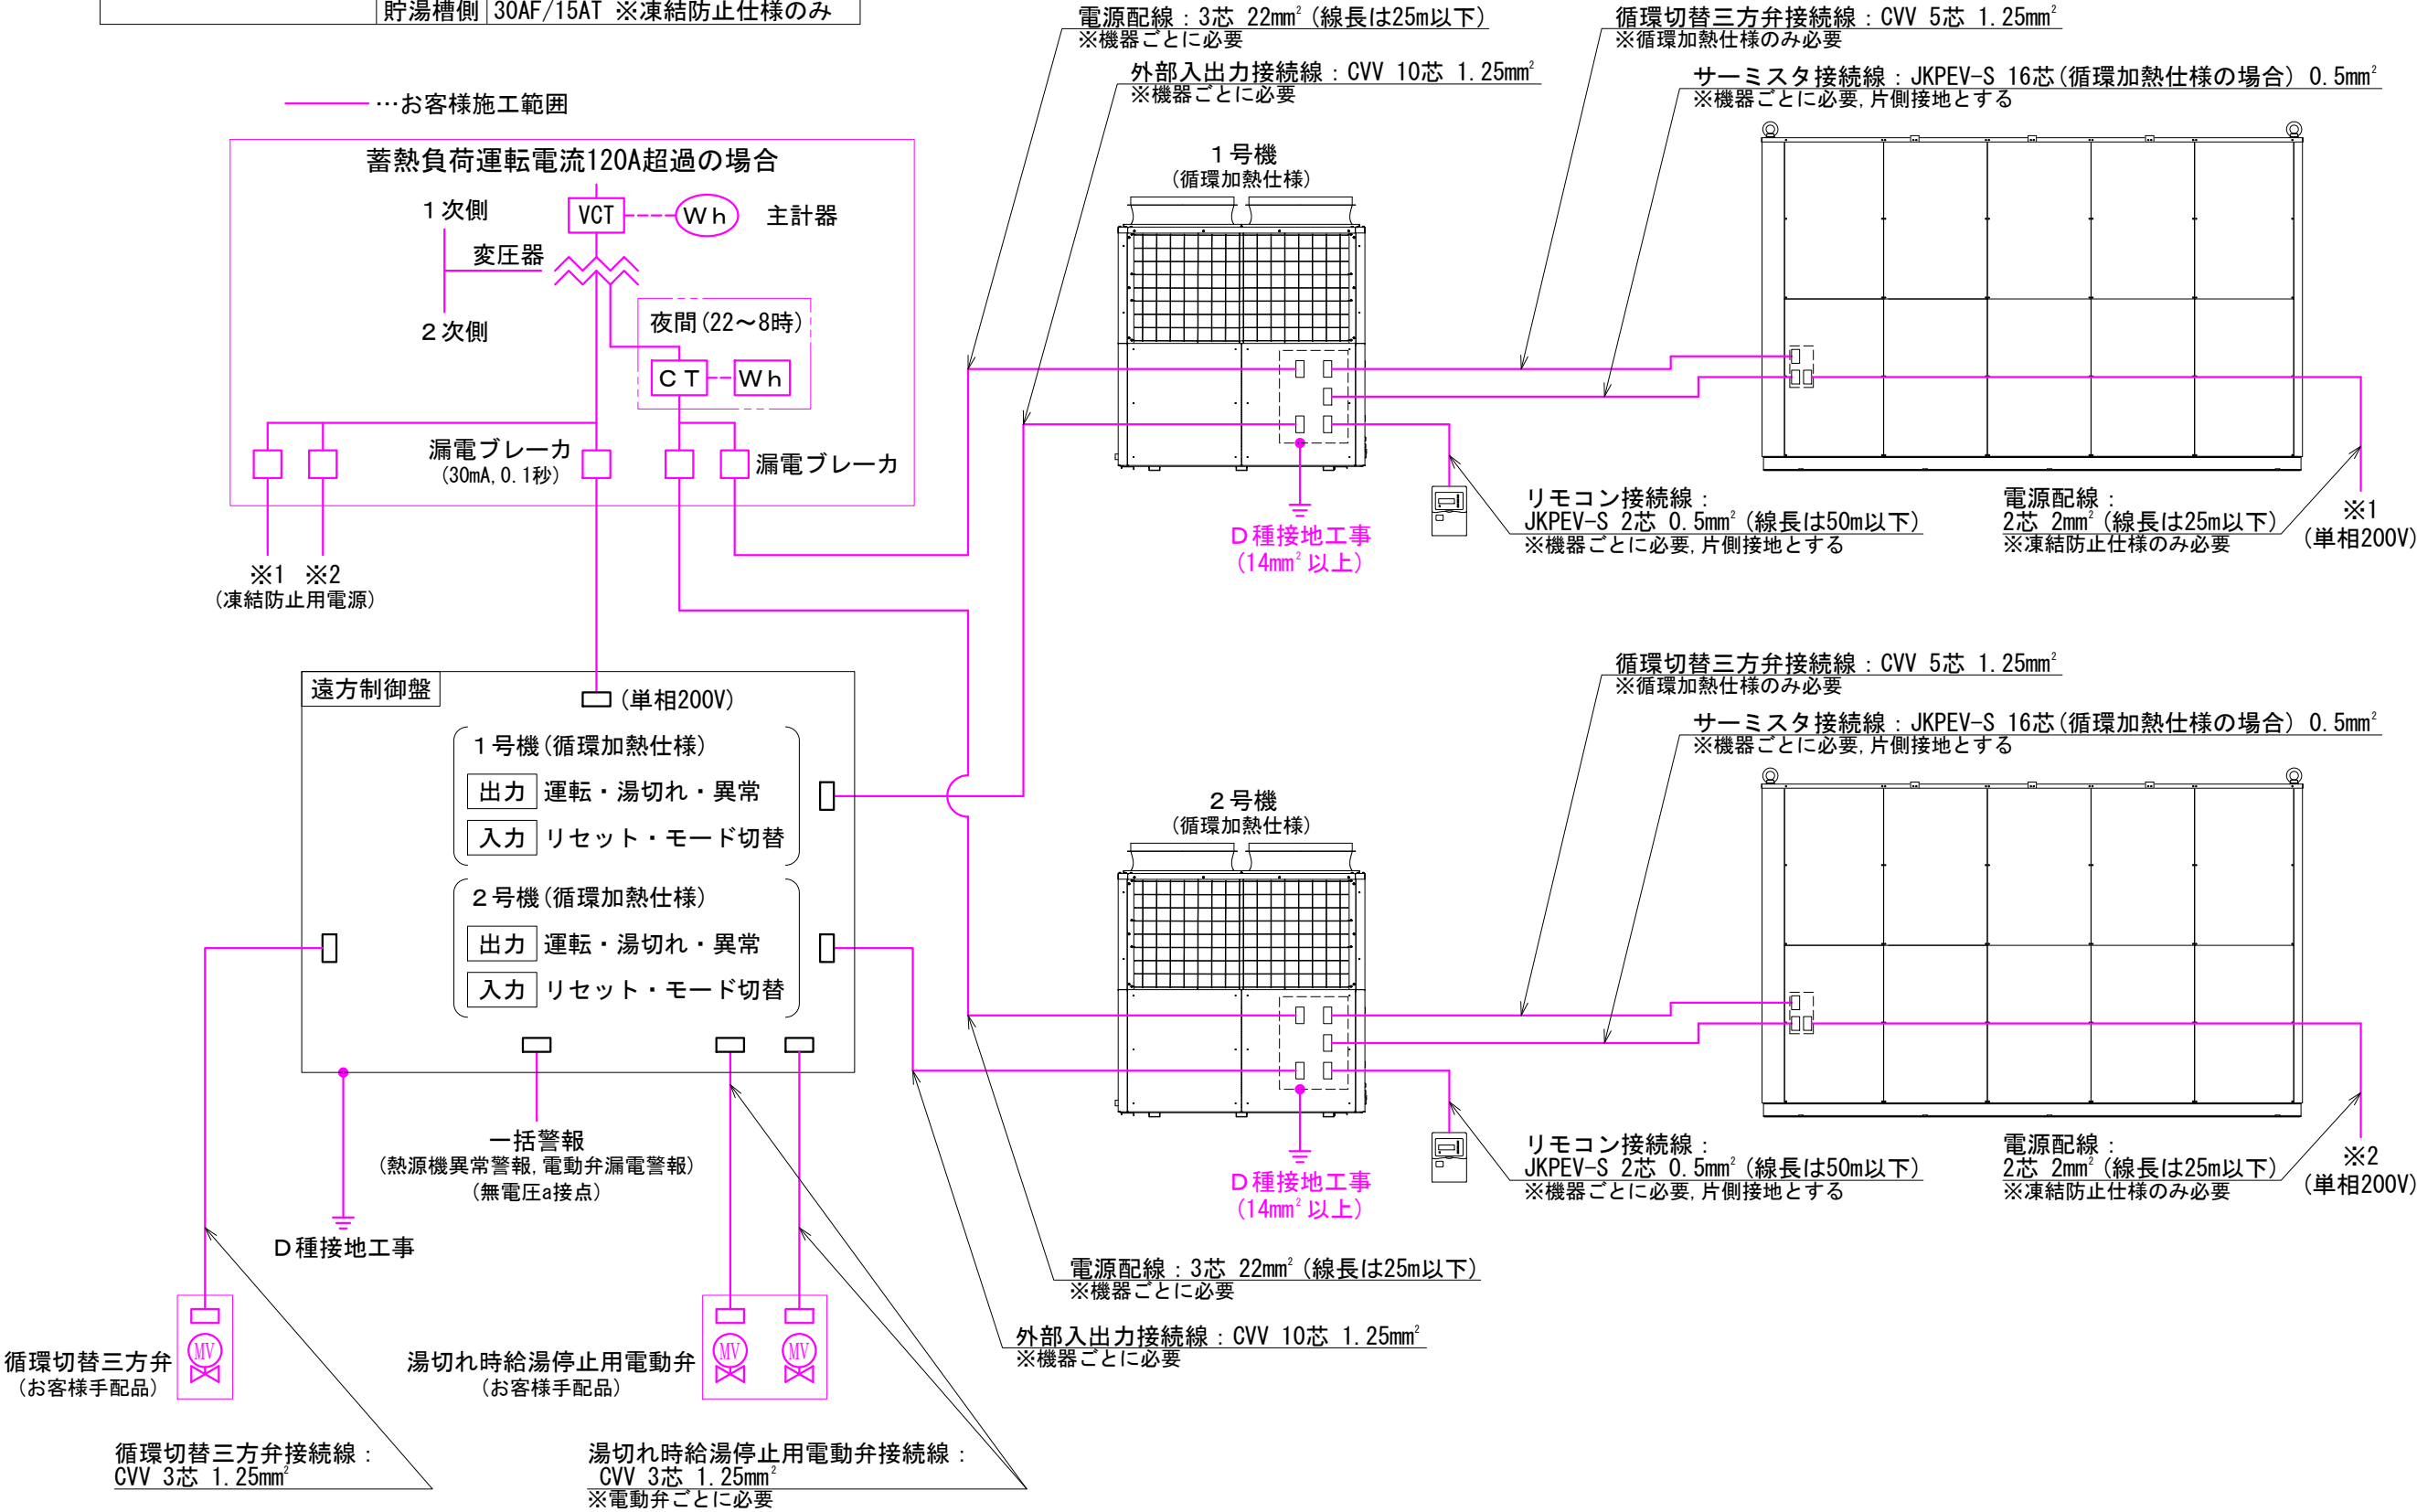 貯湯槽側 30AF/15AT ※凍結防止仕様のみ
電源配線：3芯 22mm²(線長は25m以下)
※機器ごとに必要
循環切替三方弁接続線：CVV 5芯 1.25mm²
※循環加熱仕様のみ必要
外部入出力接続線：CVV 10芯 1.25mm²
※機器ごとに必要
サーミスタ接続線：JKPEV-S 16芯(循環加熱仕様の場合) 0.5mm²
※機器ごとに必要,片側接地とする
…お客様施工範囲
蓄熱負荷運転電流120A超過の場合
1次側
VCT
Wh
主計器
変圧器
2次側
夜間(22～8時)
CT
Wh
漏電ブレーカ
(30mA,0.1秒)
漏電ブレーカ
※1 ※2
(凍結防止用電源)
1号機
(循環加熱仕様)
D種接地工事
(14mm²以上)
リモコン接続線：
JKPEV-S 2芯 0.5mm²(線長は50m以下)
※機器ごとに必要,片側接地とする
電源配線：
2芯 2mm²(線長は25m以下)
※凍結防止仕様のみ必要
※1
(単相200V)
遠方制御盤
(単相200V)
1号機(循環加熱仕様)
出力 運転・湯切れ・異常
入力 リセット・モード切替
2号機(循環加熱仕様)
出力 運転・湯切れ・異常
入力 リセット・モード切替
一括警報
(熱源機異常警報,電動弁漏電警報)
(無電圧a接点)
D種接地工事
循環切替三方弁接続線：CVV 5芯 1.25mm²
※循環加熱仕様のみ必要
サーミスタ接続線：JKPEV-S 16芯(循環加熱仕様の場合) 0.5mm²
※機器ごとに必要,片側接地とする
2号機
(循環加熱仕様)
D種接地工事
(14mm²以上)
リモコン接続線：
JKPEV-S 2芯 0.5mm²(線長は50m以下)
※機器ごとに必要,片側接地とする
電源配線：
2芯 2mm²(線長は25m以下)
※凍結防止仕様のみ必要
※2
(単相200V)
電源配線：3芯 22mm²(線長は25m以下)
※機器ごとに必要
外部入出力接続線：CVV 10芯 1.25mm²
※機器ごとに必要
循環切替三方弁
(お客様手配品)
MV
湯切れ時給湯停止用電動弁
(お客様手配品)
MV
MV
循環切替三方弁接続線：
CVV 3芯 1.25mm²
湯切れ時給湯停止用電動弁接続線：
CVV 3芯 1.25mm²
※電動弁ごとに必要